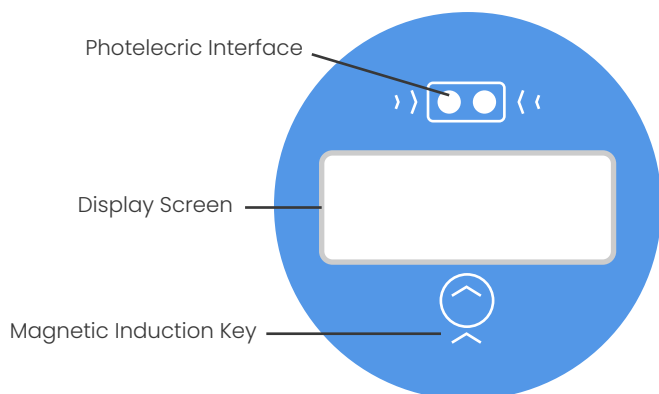 Photelecric Interface
Display Screen
Magnetic Induction Key